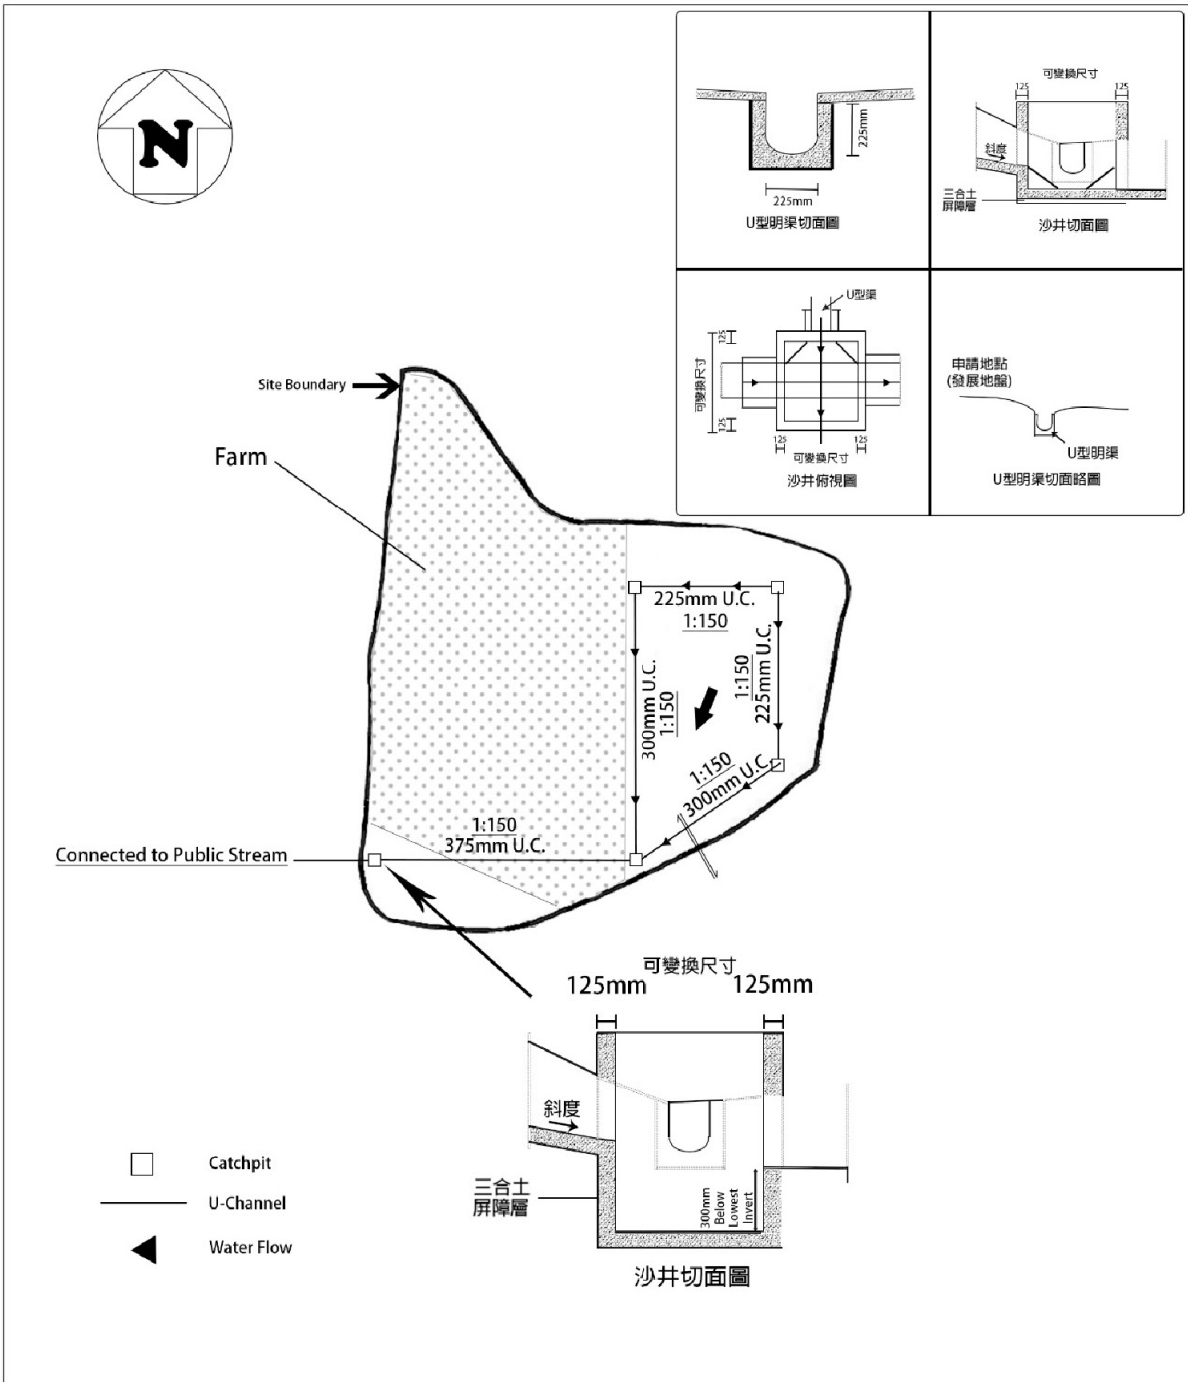 N
225mm
225mm
U型明渠切面圖
可變換尺寸
125
125
斜度
三合土
屏障層
沙井切面圖
U型渠
125
可變換尺寸
125
125
125
可變換尺寸
沙井俯視圖
申請地點
(發展地盤)
U型明渠
U型明渠切面略圖
Site Boundary
Farm
225mm U.C.
1:150
1:150
225mm U.C.
300mm U.C.
1:150
1:150
300mm U.C.
1:150
375mm U.C.
Connected to Public Stream
可變換尺寸
125mm
125mm
斜度
三合土
屏障層
300mm
Below
Lowest
Invert
沙井切面圖
Catchpit
U-Channel
Water Flow